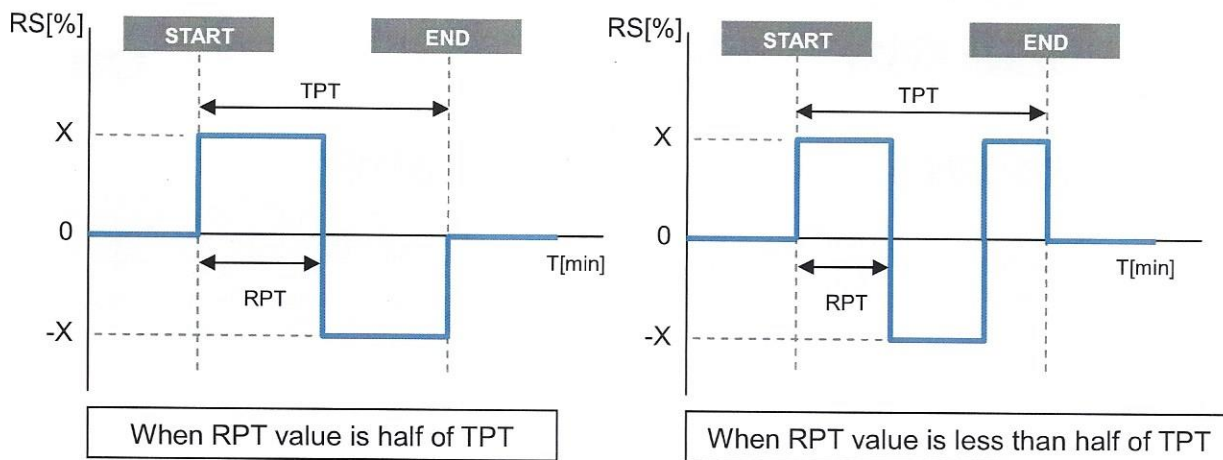 RS[%]
START
END
TPT
X
0
RPT
T[min]
-X
When RPT value is half of TPT
RS[%]
START
END
TPT
X
0
RPT
T[min]
-X
When RPT value is less than half of TPT